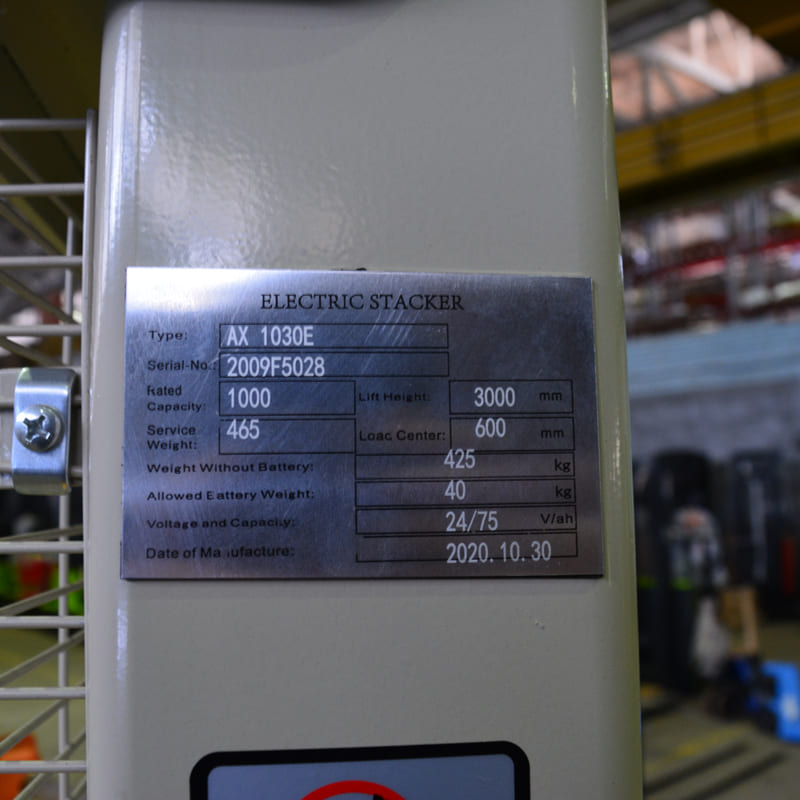 ELECTRIC STACKER
Type: AX 1030E
Serial-No.: 2009F5028
Rated Capacity: 1000 Lift Height: 3000 mm
Service Weight: 465 Load Center: 600 mm
Weight Without Battery: 425 kg
Allowed Battery Weight: 40 kg
Voltage and Capacity: 24/75 V/ah
Date of Manufacture: 2020.10.30